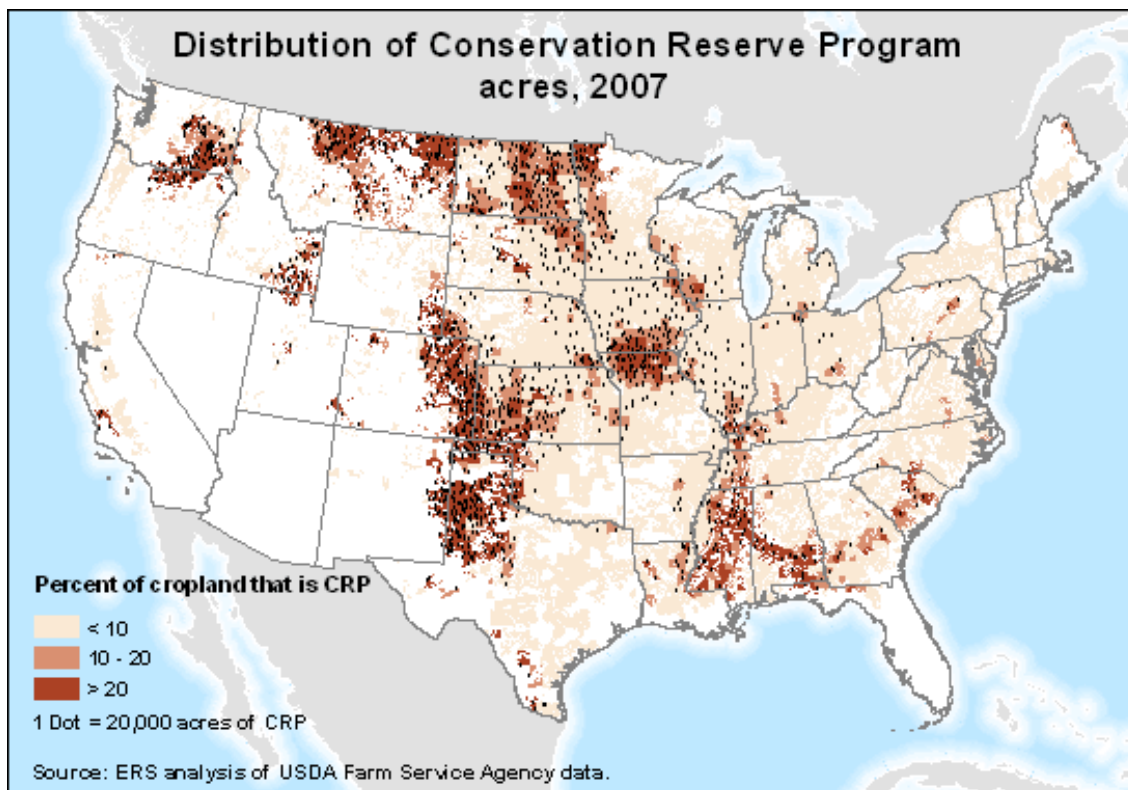 Distribution of Conservation Reserve Program
acres, 2007
Percent of cropland that is CRP
< 10
10 - 20
> 20
1 Dot = 20,000 acres of CRP
Source: ERS analysis of USDA Farm Service Agency data.